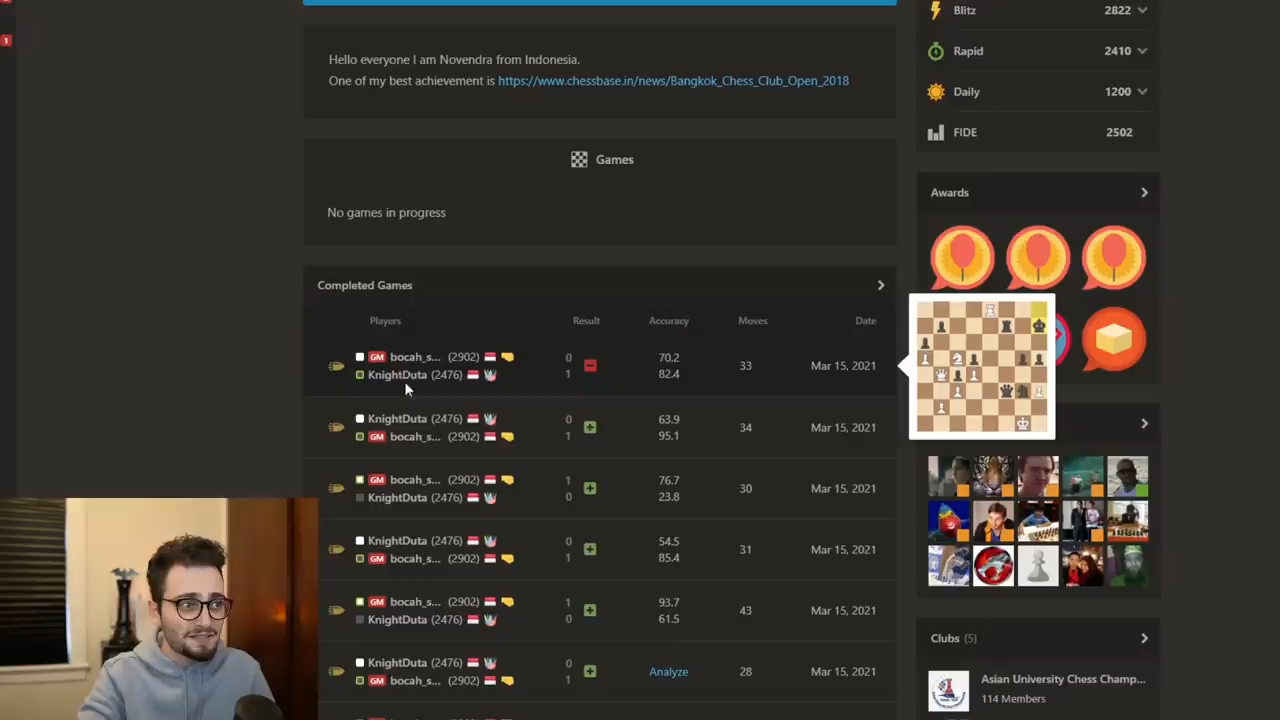 1
Blitz 2822
Hello everyone I am Novendra from Indonesia.
One of my best achievement is https://www.chessbase.in/news/Bangkok_Chess_Club_Open_2018
Rapid 2410
Daily 1200
FIDE 2502
Games
No games in progress
Awards
Completed Games
Players Result Accuracy Moves Date
GM bocah_s... (2902) 0 70.2
KnightDuta (2476) 1 82.4
33 Mar 15, 2021
KnightDuta (2476) 0 63.9
GM bocah_s... (2902) 1 95.1
34 Mar 15, 2021
GM bocah_s... (2902) 1 76.7
KnightDuta (2476) 0 23.8
30 Mar 15, 2021
KnightDuta (2476) 0 54.5
GM bocah_s... (2902) 1 85.4
31 Mar 15, 2021
GM bocah_s... (2902) 1 93.7
KnightDuta (2476) 0 61.5
43 Mar 15, 2021
KnightDuta (2476) 0
GM bocah_s... (2902) 1
Analyze 28 Mar 15, 2021
Clubs (5)
Asian University Chess Champ...
114 Members